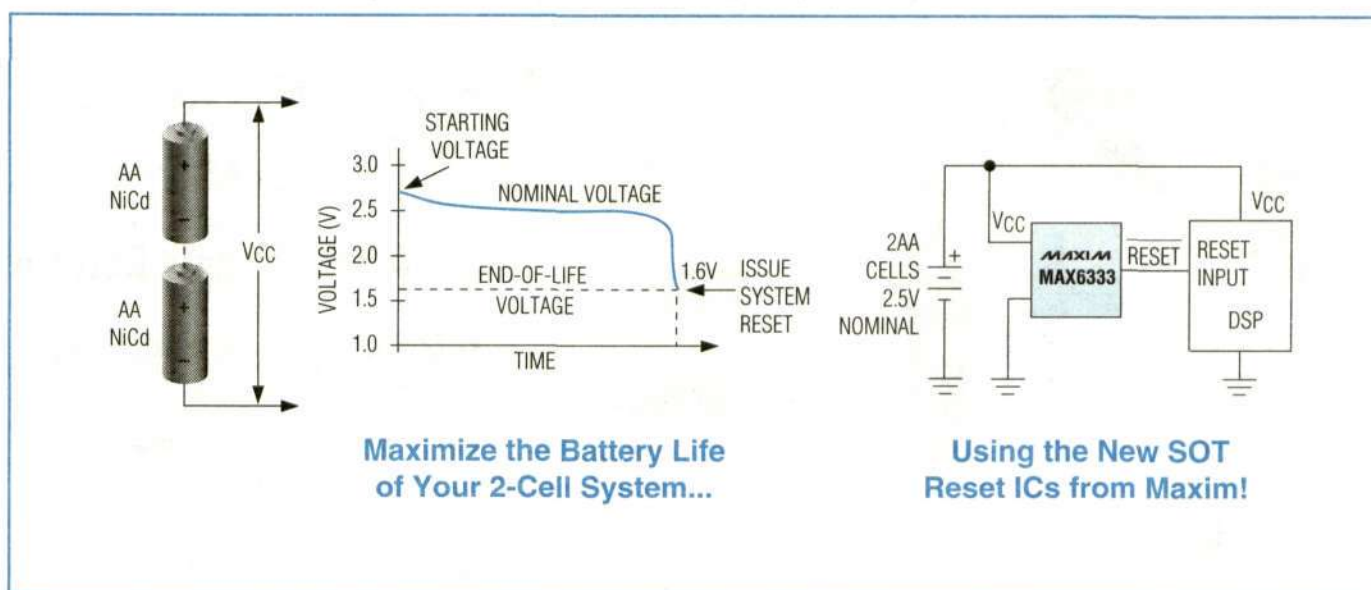 AA
NiCd
+
−
VCC
AA
NiCd
+
−
STARTING
VOLTAGE
VOLTAGE (V)
3.0
2.5
2.0
1.5
1.0
NOMINAL VOLTAGE
END-OF-LIFE
VOLTAGE
1.6V
ISSUE
SYSTEM
RESET
TIME
2AA
CELLS
2.5V
NOMINAL
+
VCC
MAXIM
MAX6333
RESET
VCC
RESET
INPUT
DSP
Maximize the Battery Life
of Your 2-Cell System...
Using the New SOT
Reset ICs from Maxim!